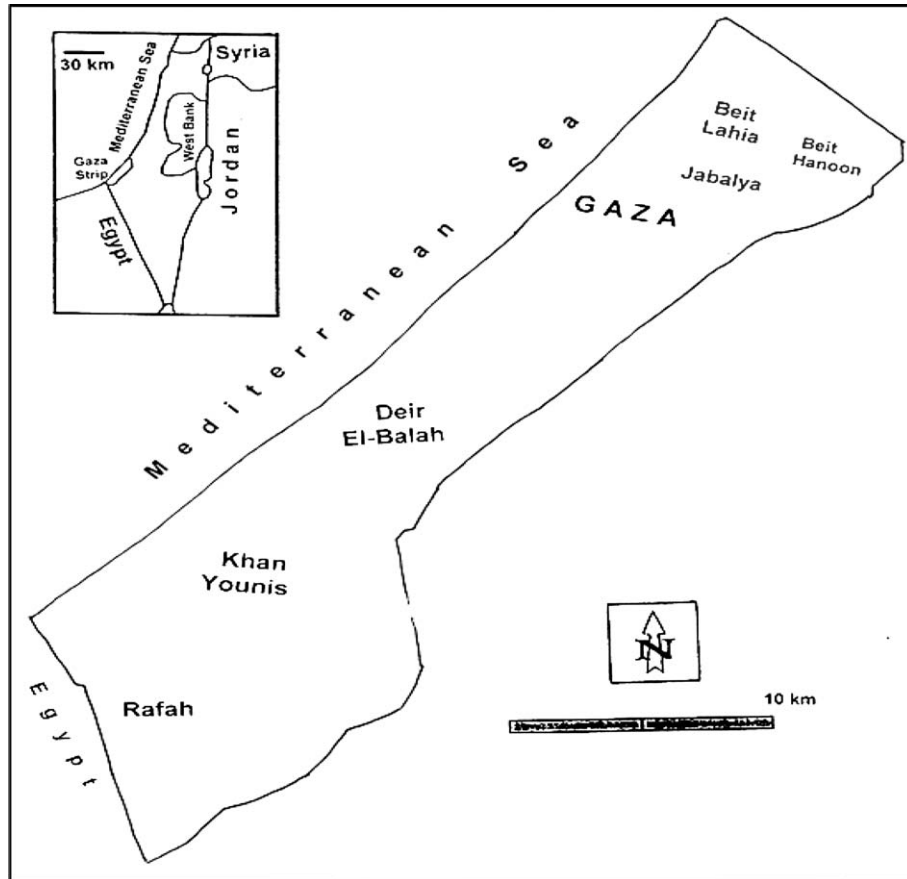 30 km
Syria
Mediterranean Sea
West Bank
Gaza
Strip
Jordan
Egypt
Mediterranean Sea
Beit
Lahia
Beit
Hanoon
Jabalya
GAZA
Deir
El-Balah
Khan
Younis
Rafah
Egypt
N
10 km